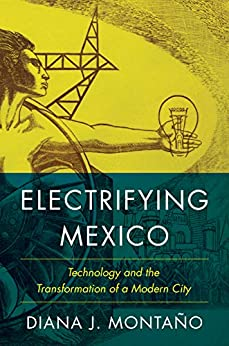 ELECTRIFYING
MEXICO
Technology and the
Transformation of a Modern City
DIANA J. MONTAÑO